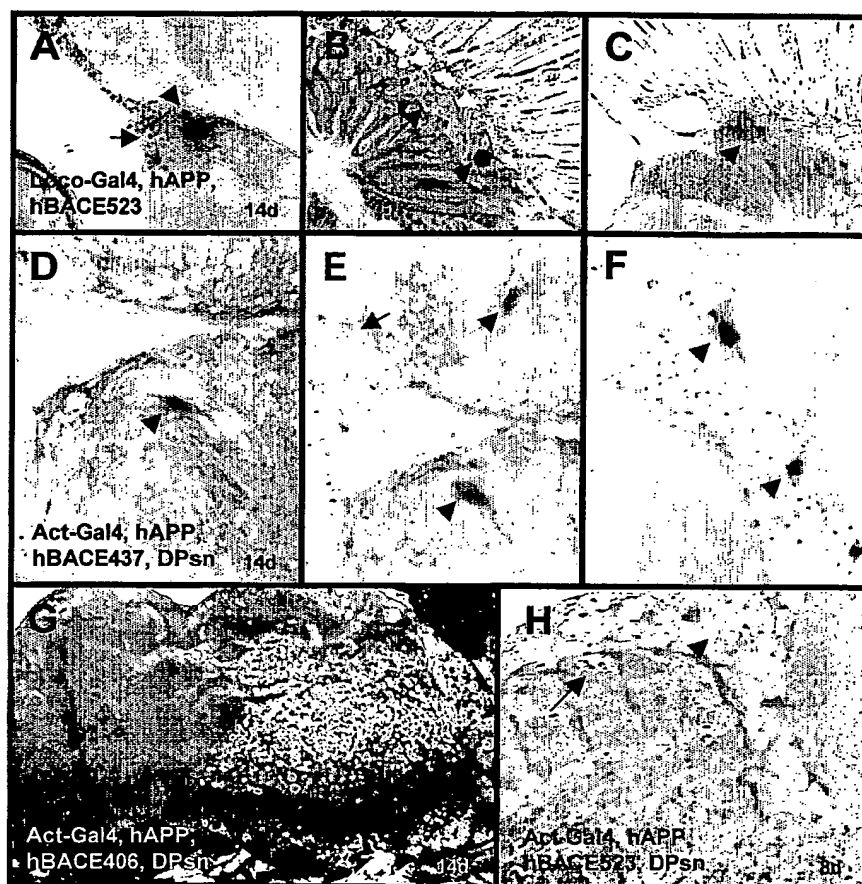 A
B
C
Loco-Gal4, hAPP,
hBACE523
14d
D
E
F
Act-Gal4, hAPP,
hBACE437, DPsn
14d
G
H
Act-Gal4, hAPP,
hBACE406, DPsn
14d
Act-Gal4, hAPP,
hBACE523, DPsn
8d